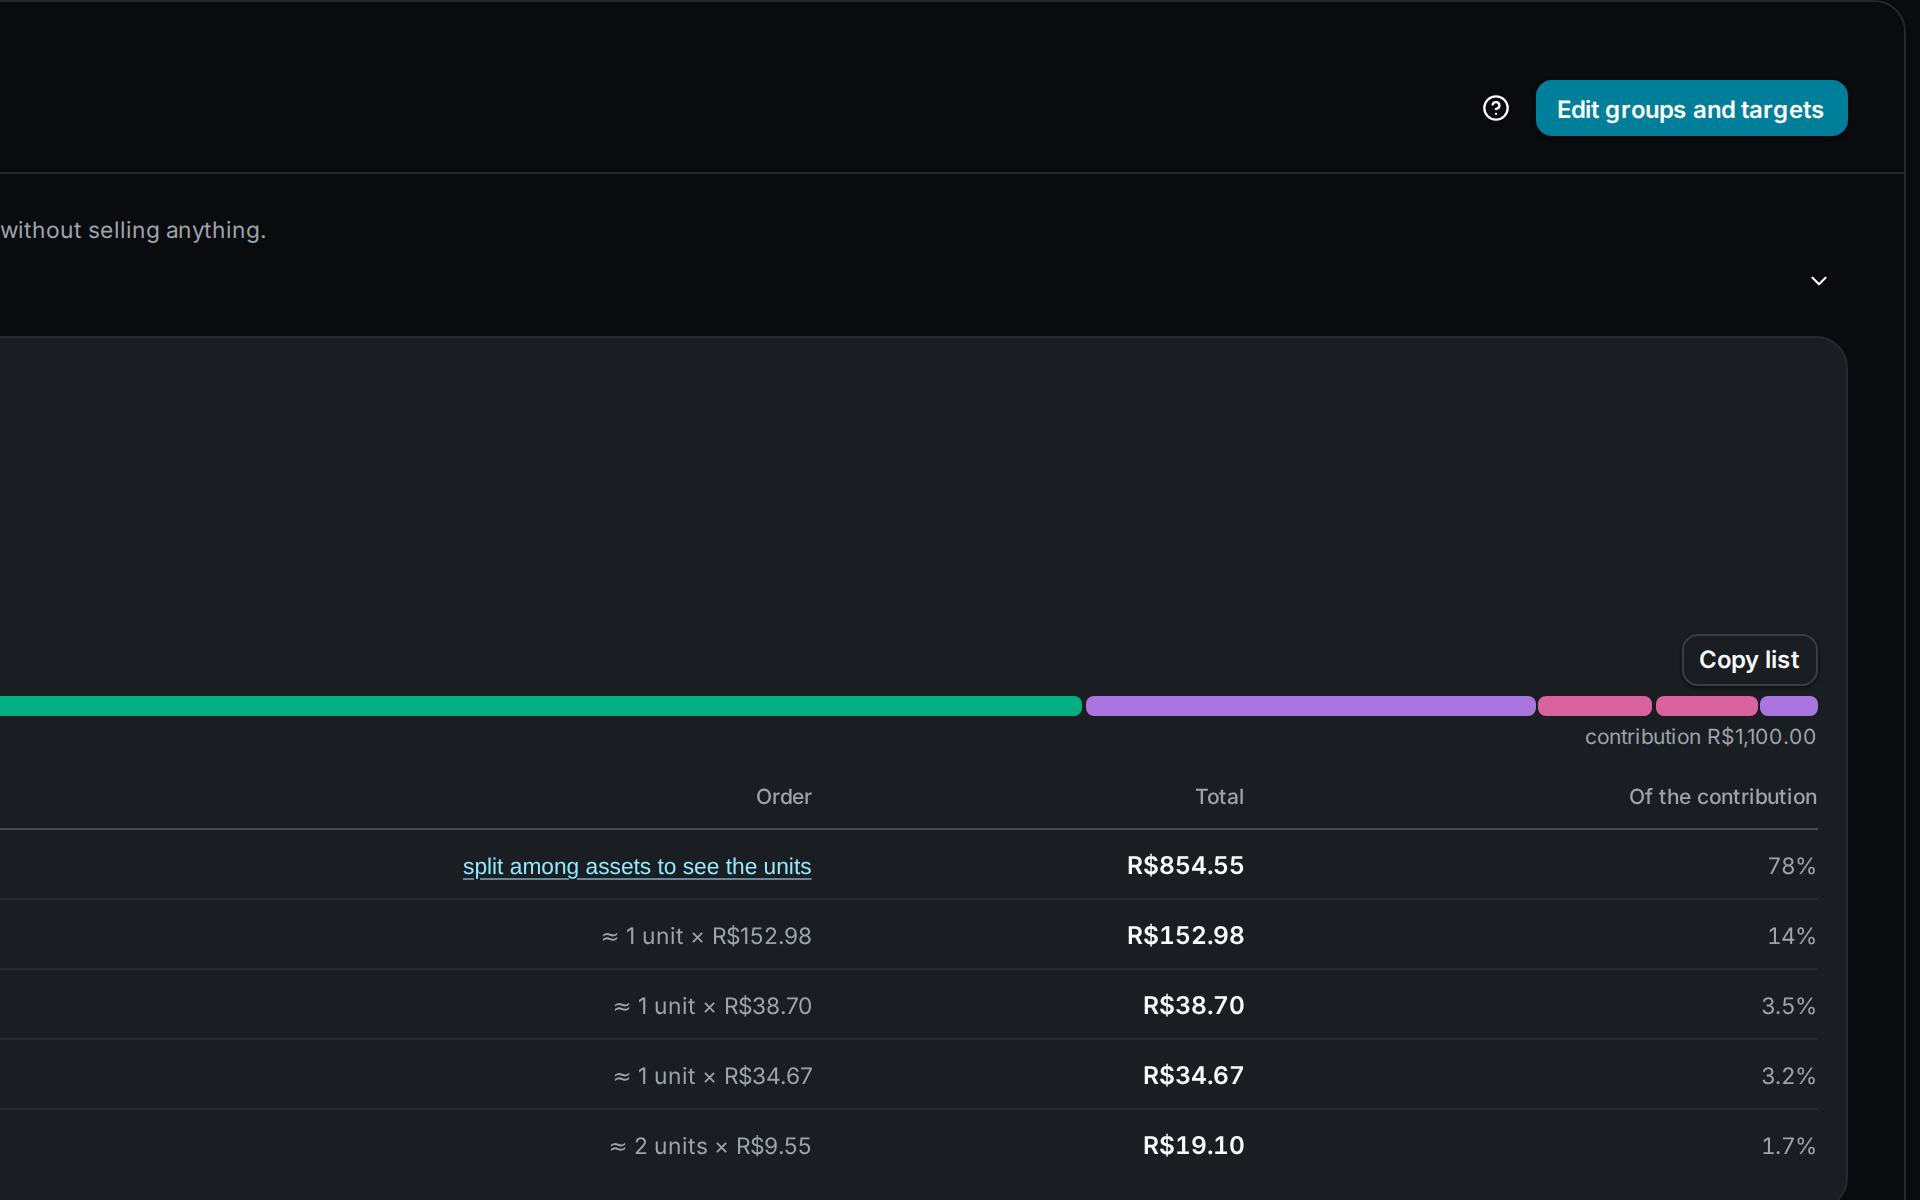 Edit groups and targets
without selling anything.
Copy list
contribution R$1,100.00
Order Total Of the contribution
split among assets to see the units R$854.55 78%
≈ 1 unit × R$152.98 R$152.98 14%
≈ 1 unit × R$38.70 R$38.70 3.5%
≈ 1 unit × R$34.67 R$34.67 3.2%
≈ 2 units × R$9.55 R$19.10 1.7%